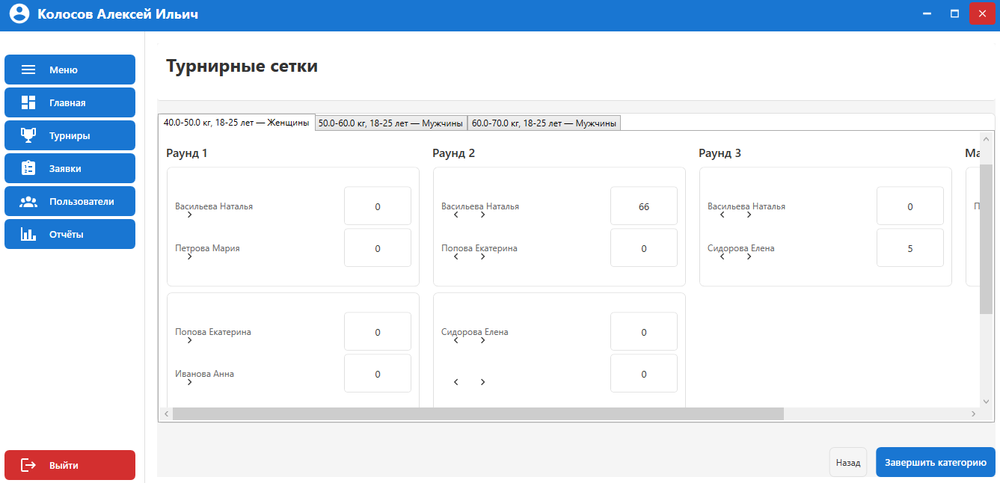 Колосов Алексей Ильич
Меню
Главная
Турниры
Заявки
Пользователи
Отчёты
Выйти
Турнирные сетки
40.0-50.0 кг, 18-25 лет — Женщины
50.0-60.0 кг, 18-25 лет — Мужчины
60.0-70.0 кг, 18-25 лет — Мужчины
Раунд 1
Васильева Наталья 0
Петрова Мария 0
Попова Екатерина 0
Иванова Анна 0
Раунд 2
Васильева Наталья 66
Попова Екатерина 0
Сидорова Елена 0
0
Раунд 3
Васильева Наталья 0
Сидорова Елена 5
Ма
П
Назад
Завершить категорию